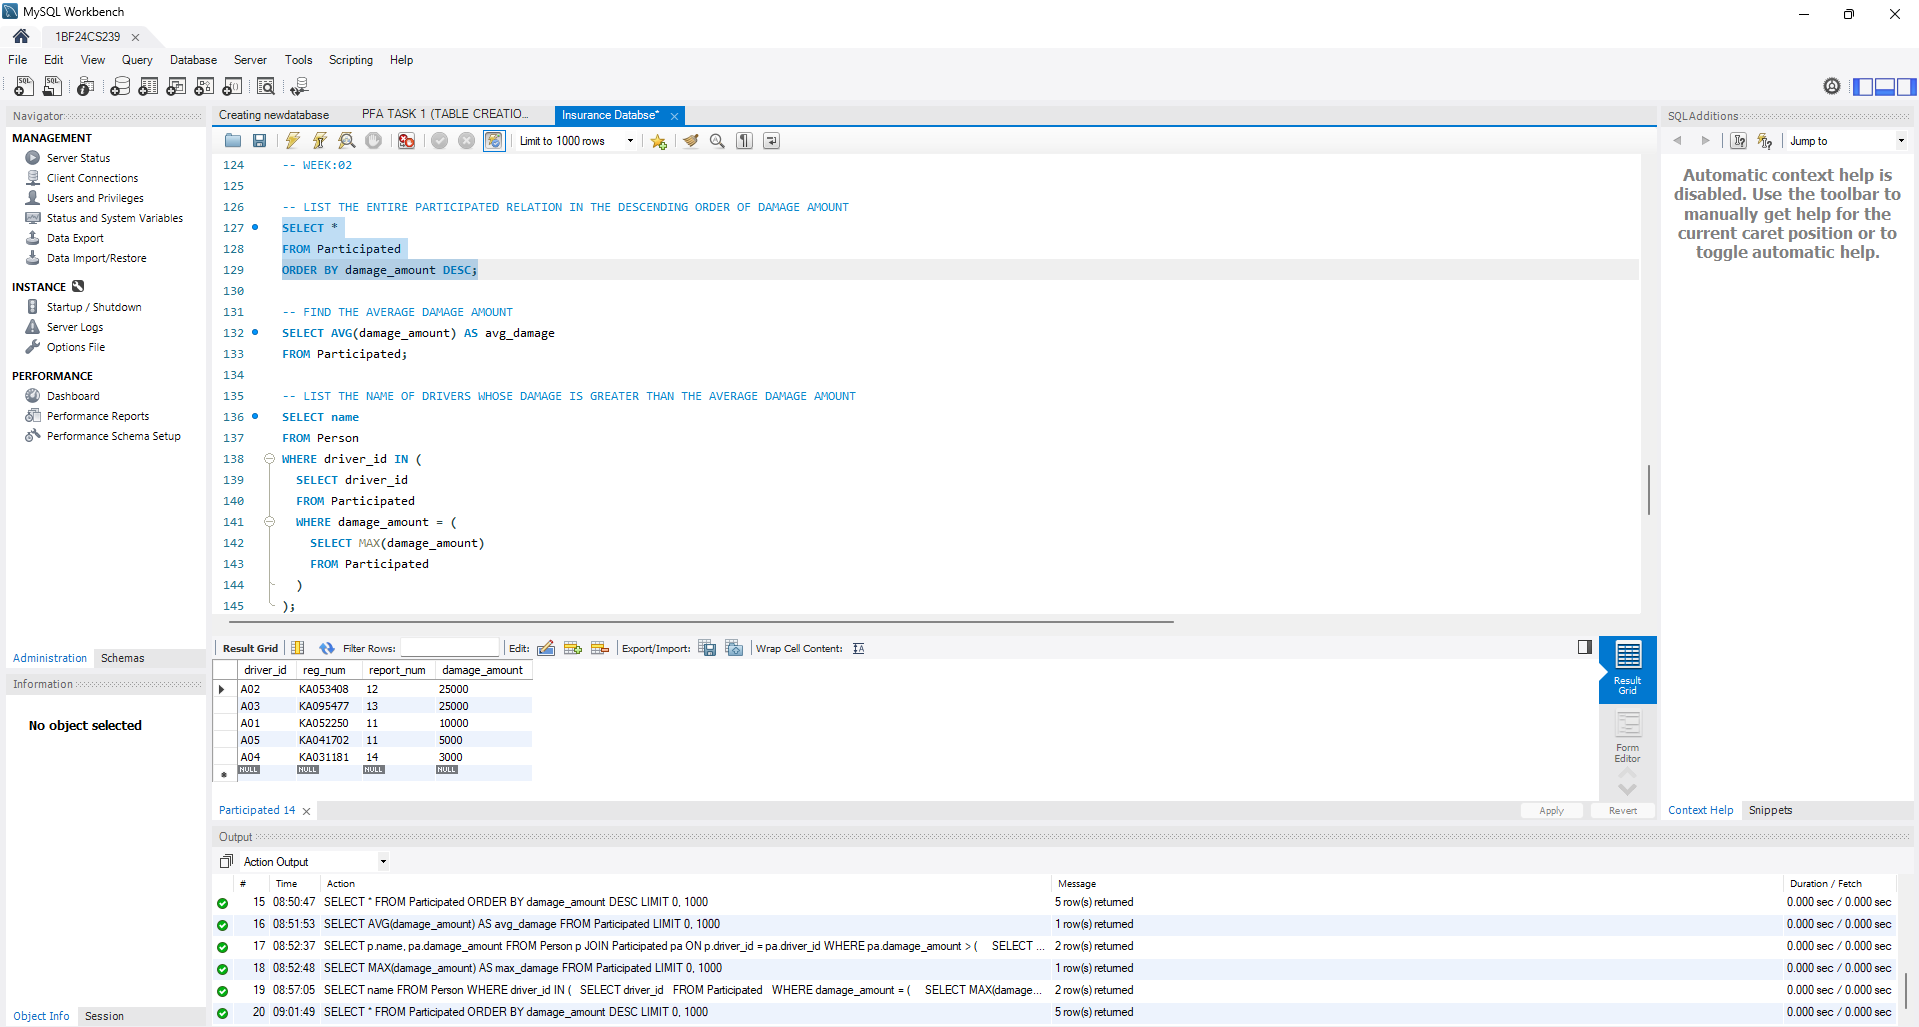 MySQL Workbench
1BF24CS239
File Edit View Query Database Server Tools Scripting Help
Navigator
MANAGEMENT
Server Status
Client Connections
Users and Privileges
Status and System Variables
Data Export
Data Import/Restore
INSTANCE
Startup / Shutdown
Server Logs
Options File
PERFORMANCE
Dashboard
Performance Reports
Performance Schema Setup
Administration Schemas
Information
No object selected
Object Info Session
Creating newdatabase PFA TASK 1 (TABLE CREATIO... Insurance Databse*
Limit to 1000 rows
124 -- WEEK:02
125
126 -- LIST THE ENTIRE PARTICIPATED RELATION IN THE DESCENDING ORDER OF DAMAGE AMOUNT
127 SELECT *
128 FROM Participated
129 ORDER BY damage_amount DESC;
130
131 -- FIND THE AVERAGE DAMAGE AMOUNT
132 SELECT AVG(damage_amount) AS avg_damage
133 FROM Participated;
134
135 -- LIST THE NAME OF DRIVERS WHOSE DAMAGE IS GREATER THAN THE AVERAGE DAMAGE AMOUNT
136 SELECT name
137 FROM Person
138 WHERE driver_id IN (
139 SELECT driver_id
140 FROM Participated
141 WHERE damage_amount = (
142 SELECT MAX(damage_amount)
143 FROM Participated
144 )
145 );
Result Grid Filter Rows: Edit: Export/Import: Wrap Cell Content:
driver_id reg_num report_num damage_amount
A02 KA053408 12 25000
A03 KA095477 13 25000
A01 KA052250 11 10000
A05 KA041702 11 5000
A04 KA031181 14 3000
NULL NULL NULL NULL
Result
Grid
Form
Editor
Participated 14 Apply Revert
Output
Action Output
# Time Action Message Duration / Fetch
15 08:50:47 SELECT * FROM Participated ORDER BY damage_amount DESC LIMIT 0, 1000 5 row(s) returned 0.000 sec / 0.000 sec
16 08:51:53 SELECT AVG(damage_amount) AS avg_damage FROM Participated LIMIT 0, 1000 1 row(s) returned 0.000 sec / 0.000 sec
17 08:52:37 SELECT p.name, pa.damage_amount FROM Person p JOIN Participated pa ON p.driver_id = pa.driver_id WHERE pa.damage_amount > ( SELECT ... 2 row(s) returned 0.000 sec / 0.000 sec
18 08:52:48 SELECT MAX(damage_amount) AS max_damage FROM Participated LIMIT 0, 1000 1 row(s) returned 0.000 sec / 0.000 sec
19 08:57:05 SELECT name FROM Person WHERE driver_id IN ( SELECT driver_id FROM Participated WHERE damage_amount = ( SELECT MAX(damage... 2 row(s) returned 0.000 sec / 0.000 sec
20 09:01:49 SELECT * FROM Participated ORDER BY damage_amount DESC LIMIT 0, 1000 5 row(s) returned 0.000 sec / 0.000 sec
SQLAdditions
Jump to
Automatic context help is
disabled. Use the toolbar to
manually get help for the
current caret position or to
toggle automatic help.
Context Help Snippets